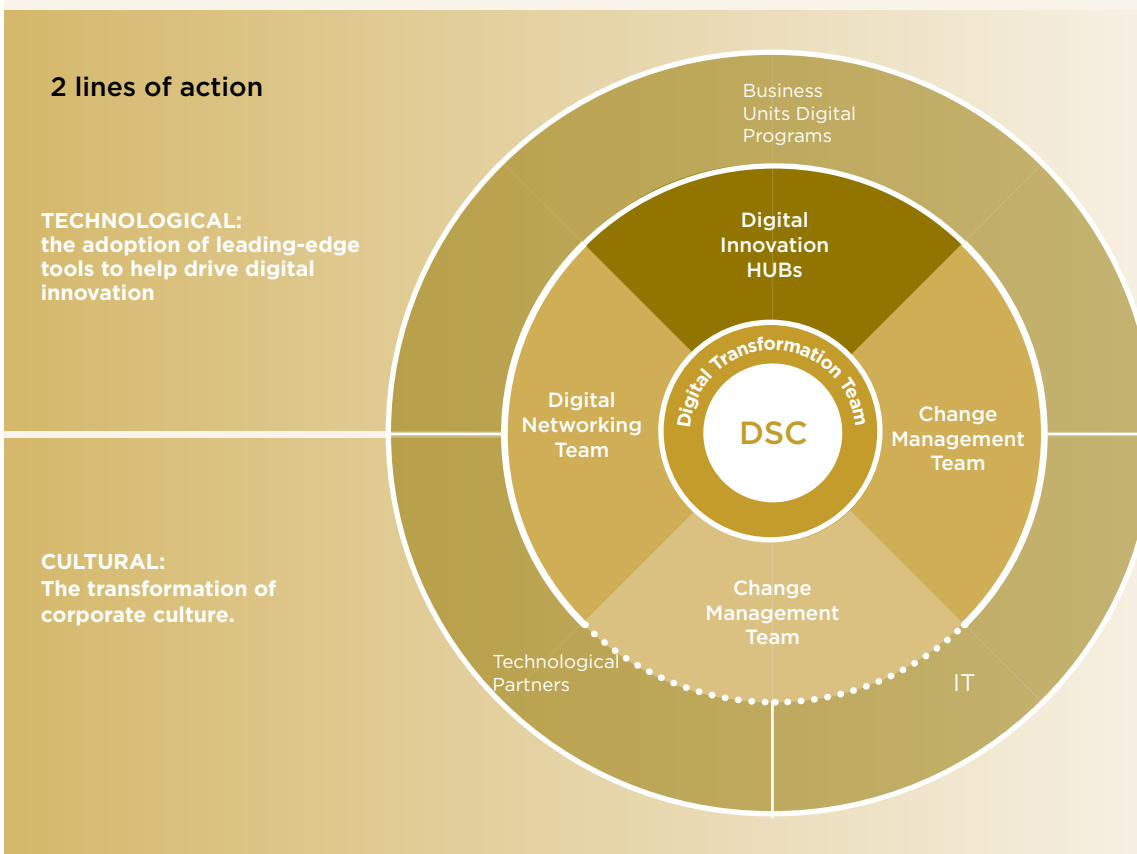 2 lines of action
TECHNOLOGICAL:
the adoption of leading-edge
tools to help drive digital
innovation
CULTURAL:
The transformation of
corporate culture.
Business
Units Digital
Programs
Digital
Innovation
HUBs
Digital Transformation Team
DSC
Digital
Networking
Team
Change
Management
Team
Change
Management
Team
Technological
Partners
IT